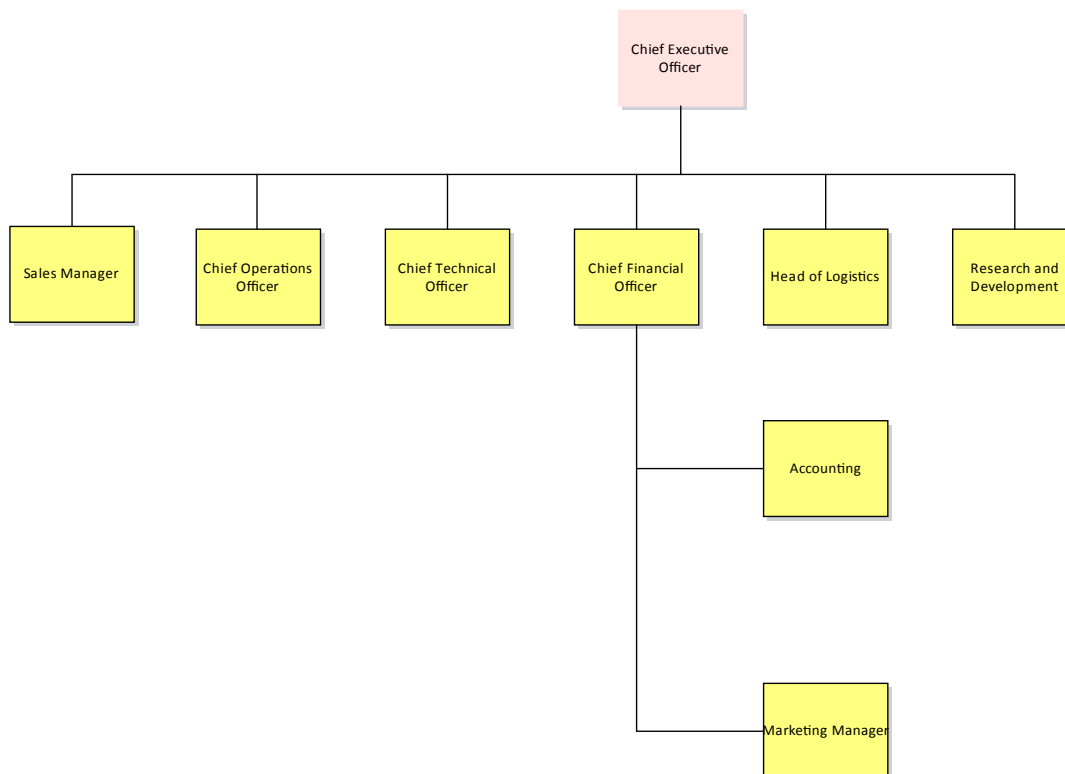 Chief Executive
Officer
Sales Manager
Chief Operations
Officer
Chief Technical
Officer
Chief Financial
Officer
Head of Logistics
Research and
Development
Accounting
Marketing Manager